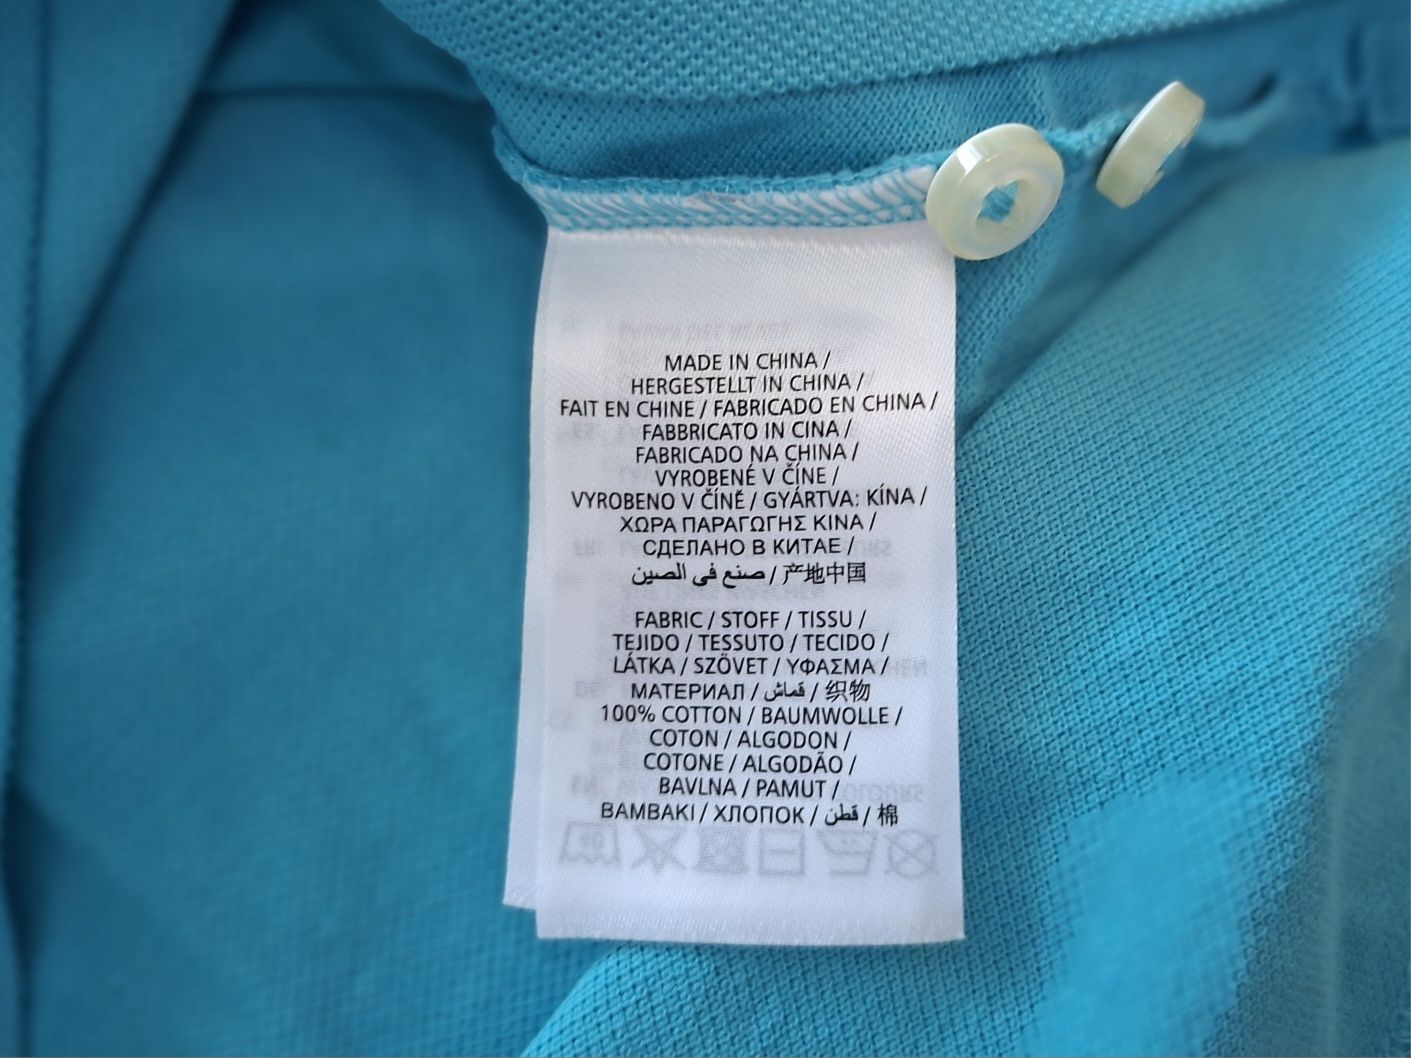 MADE IN CHINA /
HERGESTELLT IN CHINA /
FAIT EN CHINE / FABRICADO EN CHINA /
FABBRICATO IN CINA /
FABRICADO NA CHINA /
VYROBENÉ V ČÍNE /
VYROBENO V ČÍNĚ / GYÁRTVA: KÍNA /
ΧΩΡΑ ΠΑΡΑΓΩΓΗΣ ΚΙΝΑ /
СДЕЛАНО В КИТАЕ /
صنع في الصين / 产地中国
FABRIC / STOFF / TISSU /
TEJIDO / TESSUTO / TECIDO /
LÁTKA / SZÖVET / ΥΦΑΣΜΑ /
МАТЕРИАЛ / قماش / 织物
100% COTTON / BAUMWOLLE /
COTON / ALGODON /
COTONE / ALGODÃO /
BAVLNA / PAMUT /
ΒΑΜΒΑΚΙ / ХЛОПОК / قطن / 棉